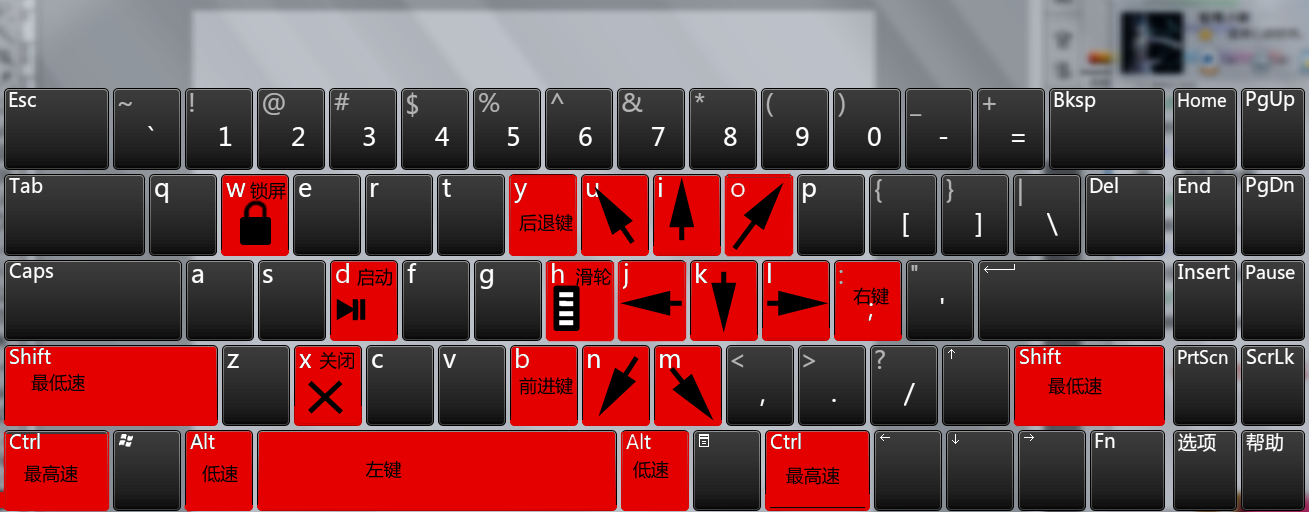 Esc ~ ` ! 1 @ 2 # 3 $ 4 % 5 ^ 6 & 7 * 8 ( 9 ) 0 _ - + = Bksp Home PgUp
Tab q w 锁屏 e r t y 后退键 u i o p { [ } ] | \ Del End PgDn
Caps a s d 启动 f g h 滑轮 j k l : ; 右键 " ' Insert Pause
Shift 最低速 z x 关闭 c v b 前进键 n m < , > . ? / ↑ Shift 最低速 PrtScn ScrLk
Ctrl 最高速 Alt 低速 左键 Alt 低速 Ctrl 最高速 ← ↓ → Fn 选项 帮助